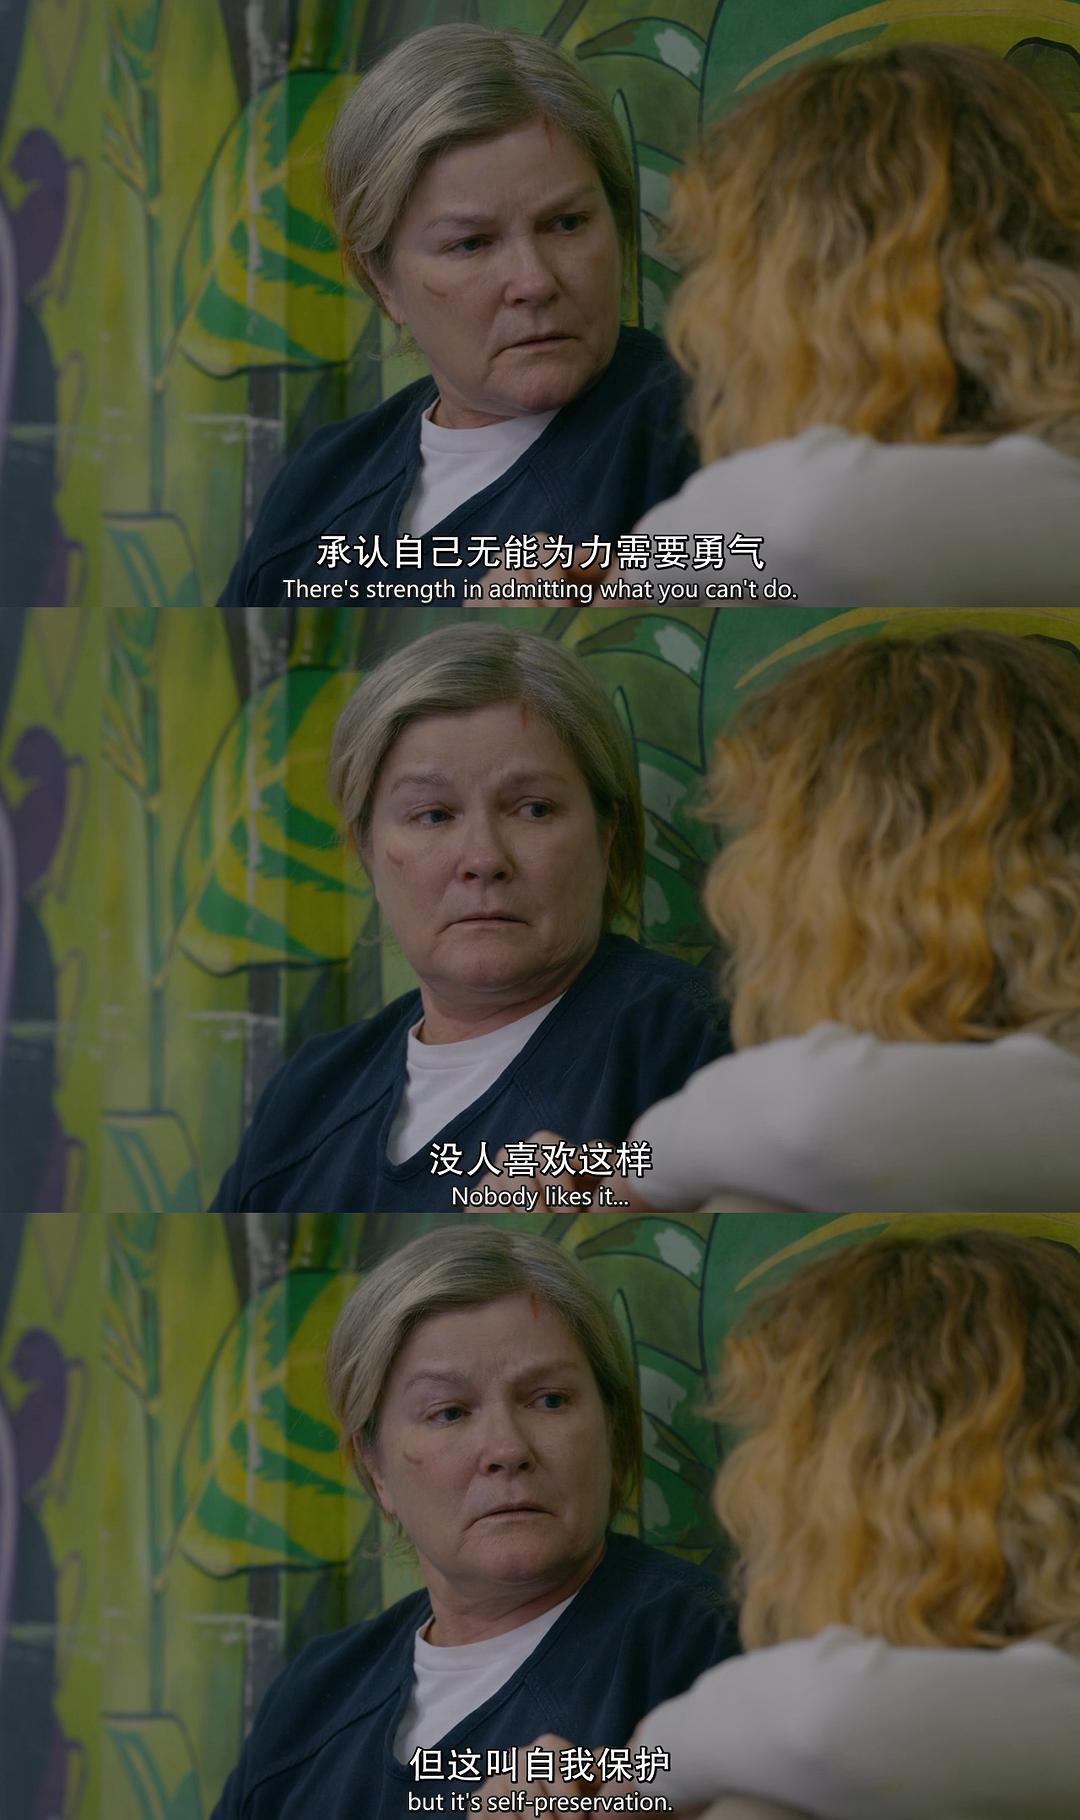 承认自己无能为力需要勇气
There's strength in admitting what you can't do.
没人喜欢这样
Nobody likes it...
但这叫自我保护
but it's self-preservation.